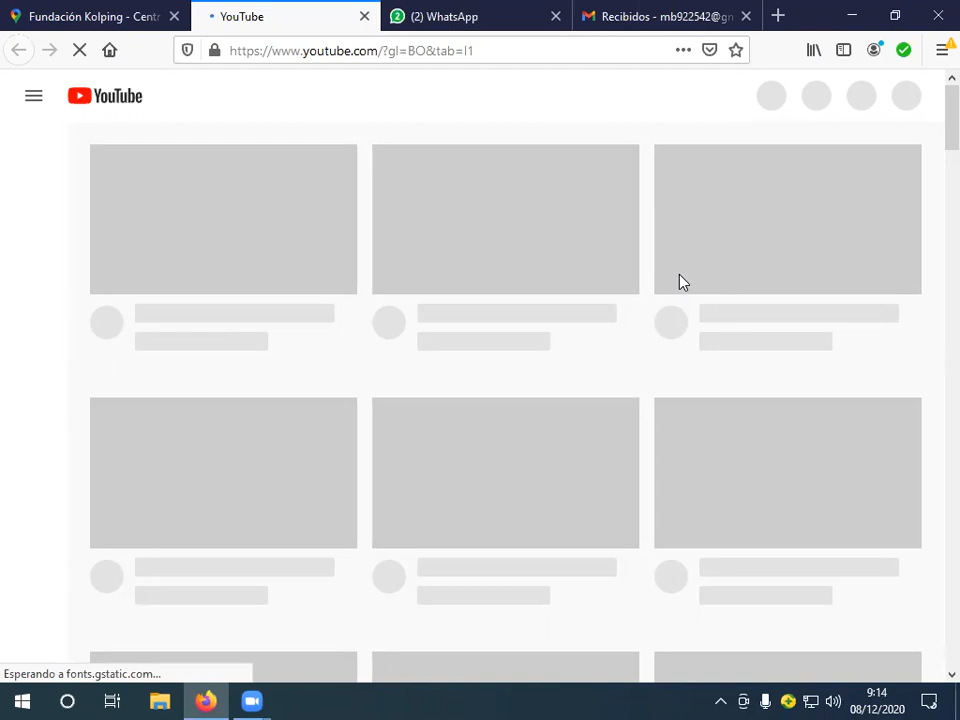 Fundación Kolping - Centr
YouTube
(2) WhatsApp
Recibidos - mb922542@gn
https://www.youtube.com/?gl=BO&tab=l1
YouTube
Esperando a fonts.gstatic.com...
9:14
08/12/2020